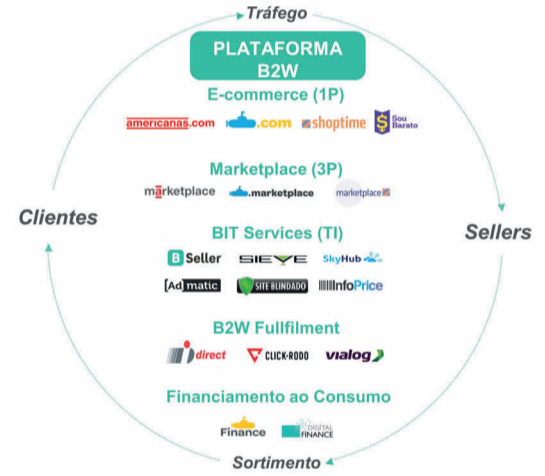 Tráfego
PLATAFORMA
B2W
E-commerce (1P)
americanas.com .com shoptime Sou
Barato
Marketplace (3P)
marketplace .marketplace marketplace
Clientes
Sellers
BIT Services (TI)
B Seller SIEVE SkyHub
[Ad]matic SITE BLINDADO InfoPrice
B2W Fullfilment
direct CLICK-RODO vialog
Financiamento ao Consumo
Finance DIGITAL
FINANCE
Sortimento